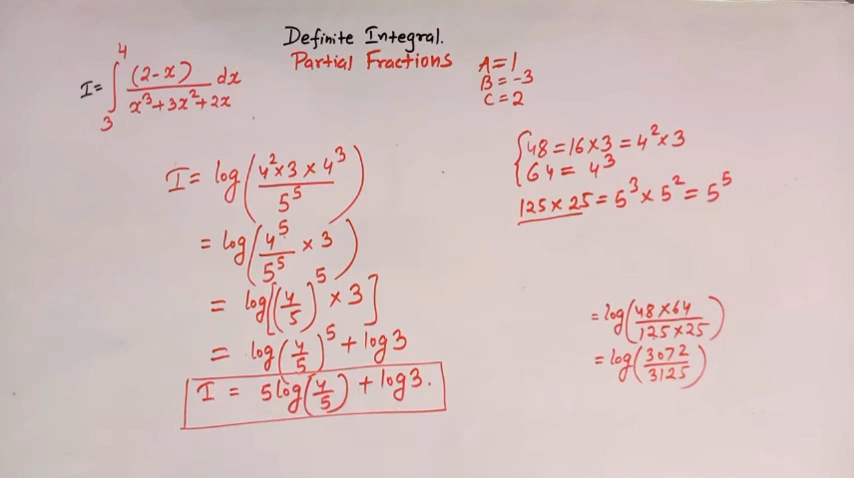 Definite Integral.
Partial Fractions
I = ∫₃⁴ (2-x)/(x³+3x²+2x) dx
A=1
B=-3
C=2
{48=16×3=4²×3
64= 4³
125×25=5³×5²=5⁵
I = log(4²×3×4³/5⁵)
= log(4⁵/5⁵ ×3)
= log[(4/5)⁵ ×3]
= log(4/5)⁵ + log3
I = 5log(4/5) + log3.
=log(48×64/125×25)
=log(3072/3125)